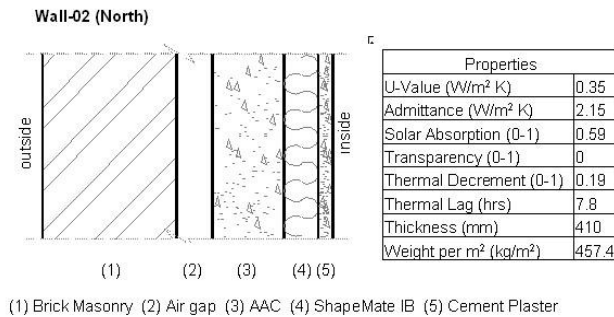 Wall-02 (North)
outside
inside
(1) (2) (3) (4) (5)
Properties
U-Value (W/m² K) 0.35
Admittance (W/m² K) 2.15
Solar Absorption (0-1) 0.59
Transparency (0-1) 0
Thermal Decrement (0-1) 0.19
Thermal Lag (hrs) 7.8
Thickness (mm) 410
Weight per m² (kg/m²) 457.4
(1) Brick Masonry (2) Air gap (3) AAC (4) ShapeMate IB (5) Cement Plaster